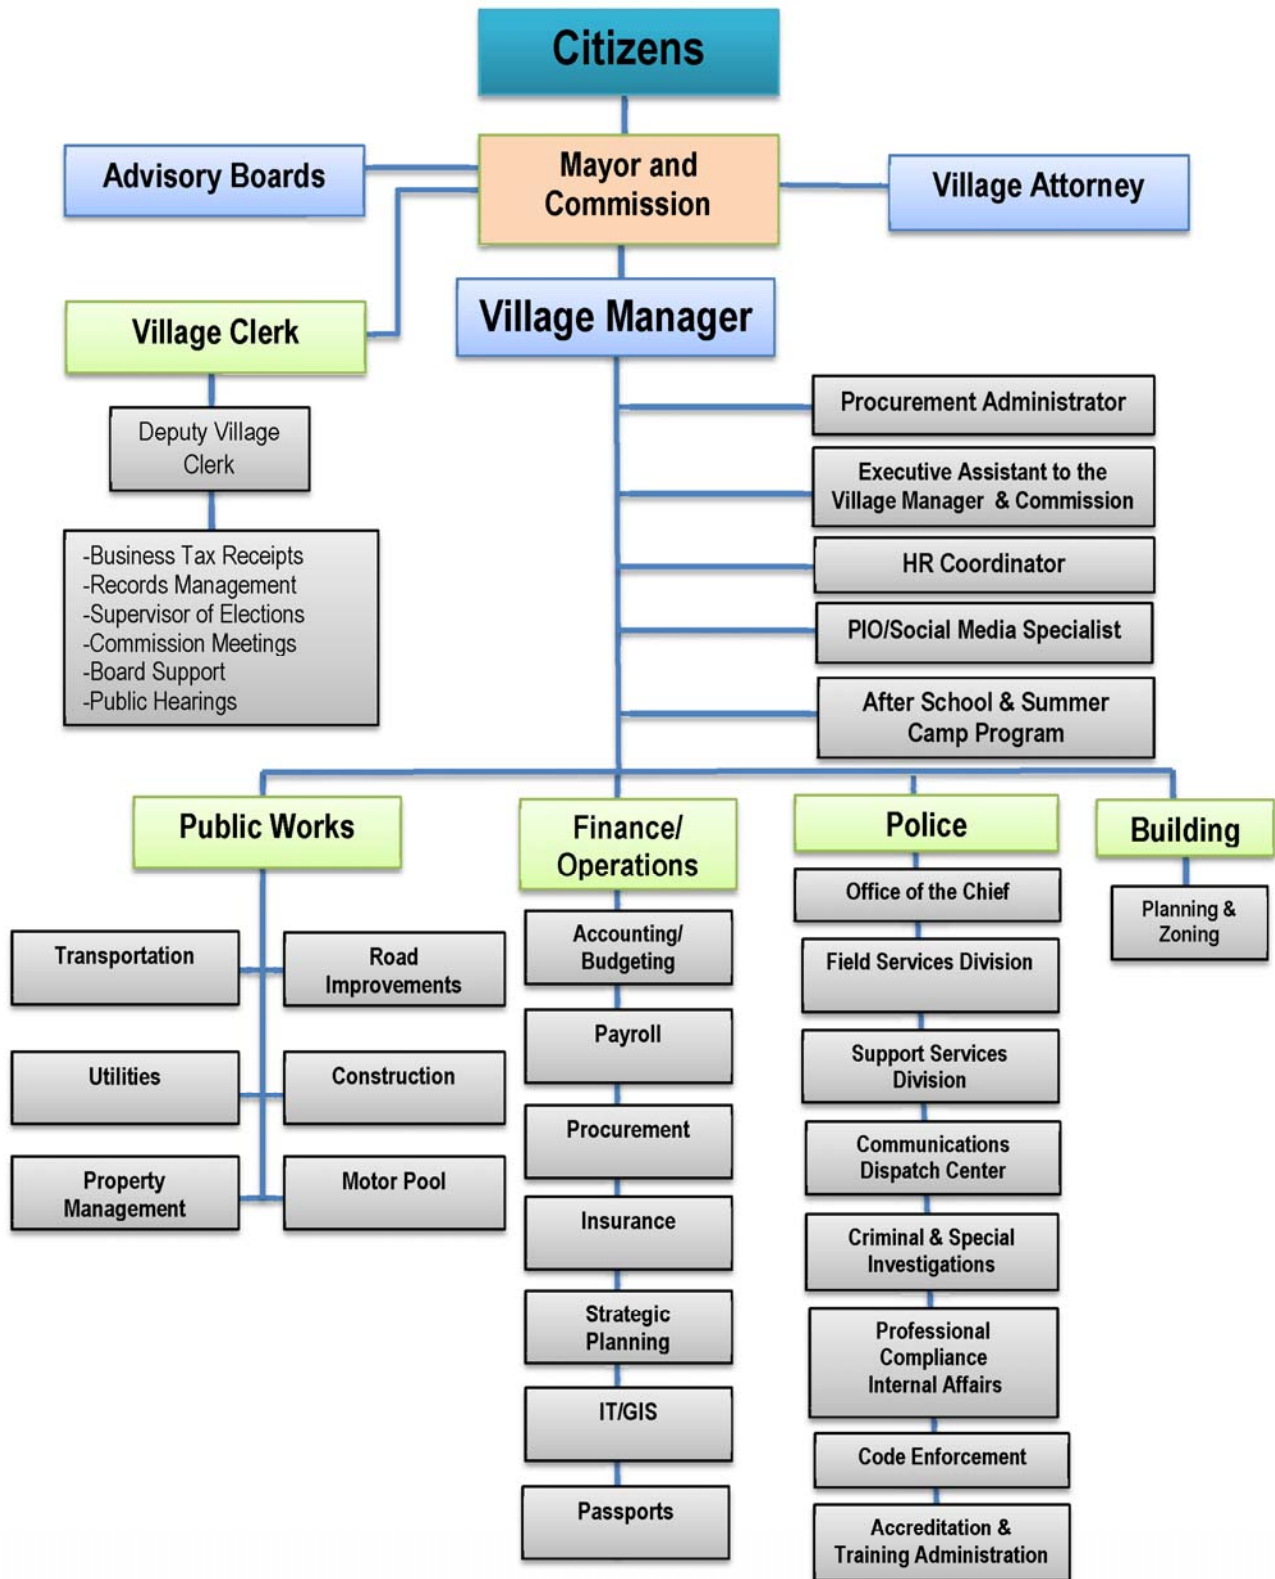 Citizens
Advisory Boards
Mayor and
Commission
Village Attorney
Village Clerk
Village Manager
Deputy Village
Clerk
-Business Tax Receipts
-Records Management
-Supervisor of Elections
-Commission Meetings
-Board Support
-Public Hearings
Procurement Administrator
Executive Assistant to the
Village Manager & Commission
HR Coordinator
PIO/Social Media Specialist
After School & Summer
Camp Program
Public Works
Transportation
Road
Improvements
Utilities
Construction
Property
Management
Motor Pool
Finance/
Operations
Accounting/
Budgeting
Payroll
Procurement
Insurance
Strategic
Planning
IT/GIS
Passports
Police
Office of the Chief
Field Services Division
Support Services
Division
Communications
Dispatch Center
Criminal & Special
Investigations
Professional
Compliance
Internal Affairs
Code Enforcement
Accreditation &
Training Administration
Building
Planning &
Zoning